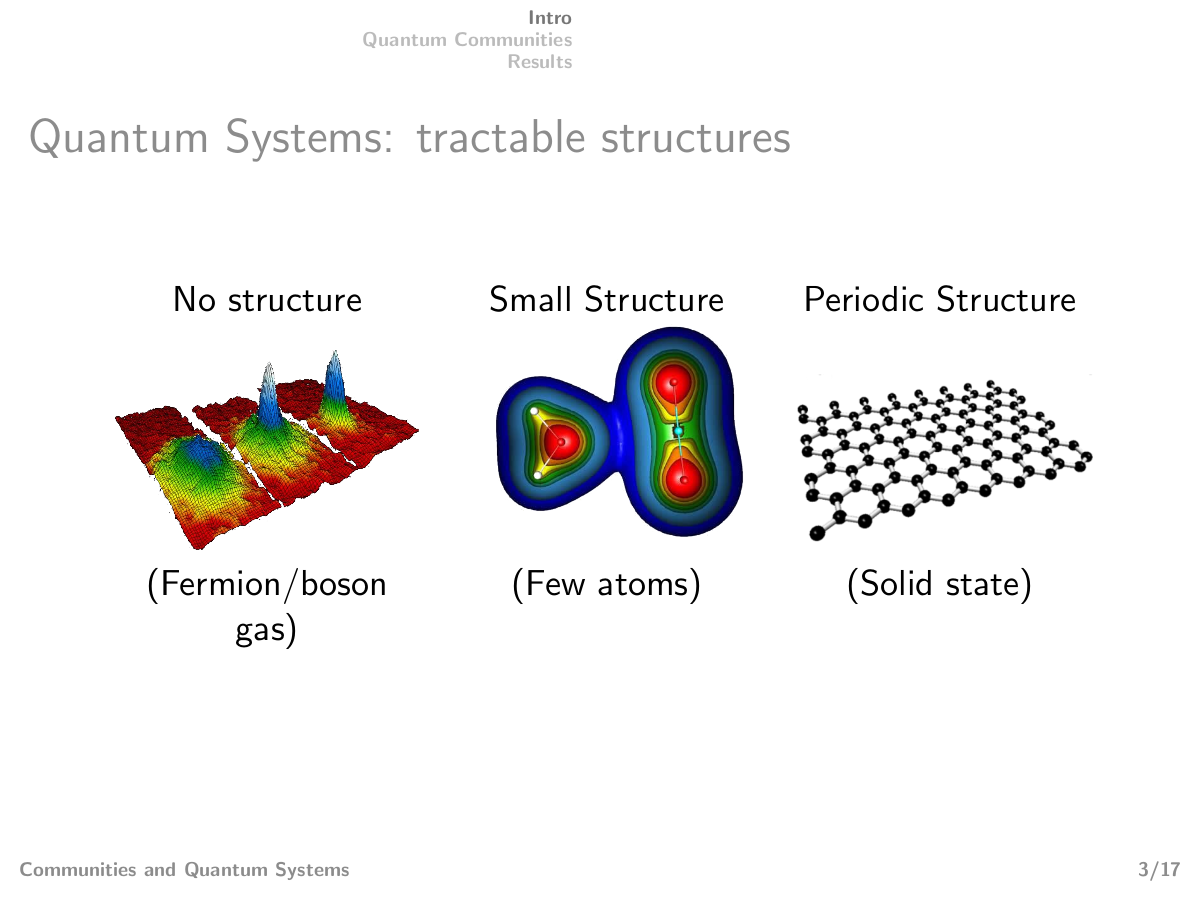 Intro
Quantum Communities
Results
Quantum Systems: tractable structures
No structure
Small Structure
Periodic Structure
(Fermion/boson
gas)
(Few atoms)
(Solid state)
Communities and Quantum Systems
3/17